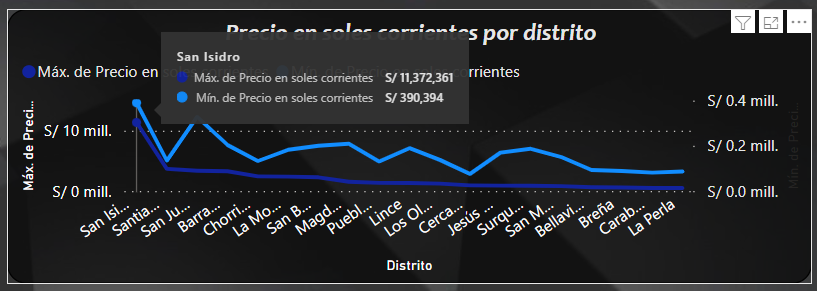 Precio en soles corrientes por distrito
San Isidro
Máx. de Precio en soles corrientes S/ 11,372,361
Mín. de Precio en soles corrientes S/ 390,394
Máx. de Precio en soles corrientes
corrientes
Máx. de Preci...
S/ 10 mill.
S/ 0 mill.
S/ 0.4 mill.
S/ 0.2 mill.
S/ 0.0 mill.
Mín. de Preci...
San Isi...
Santia...
San Ju...
Barra...
Chorri...
La Mo...
San B...
Magd...
Puebl...
Lince
Los Ol...
Cerca...
Jesús ...
Surqu...
San M...
Bellavi...
Breña
Carab...
La Perla
Distrito